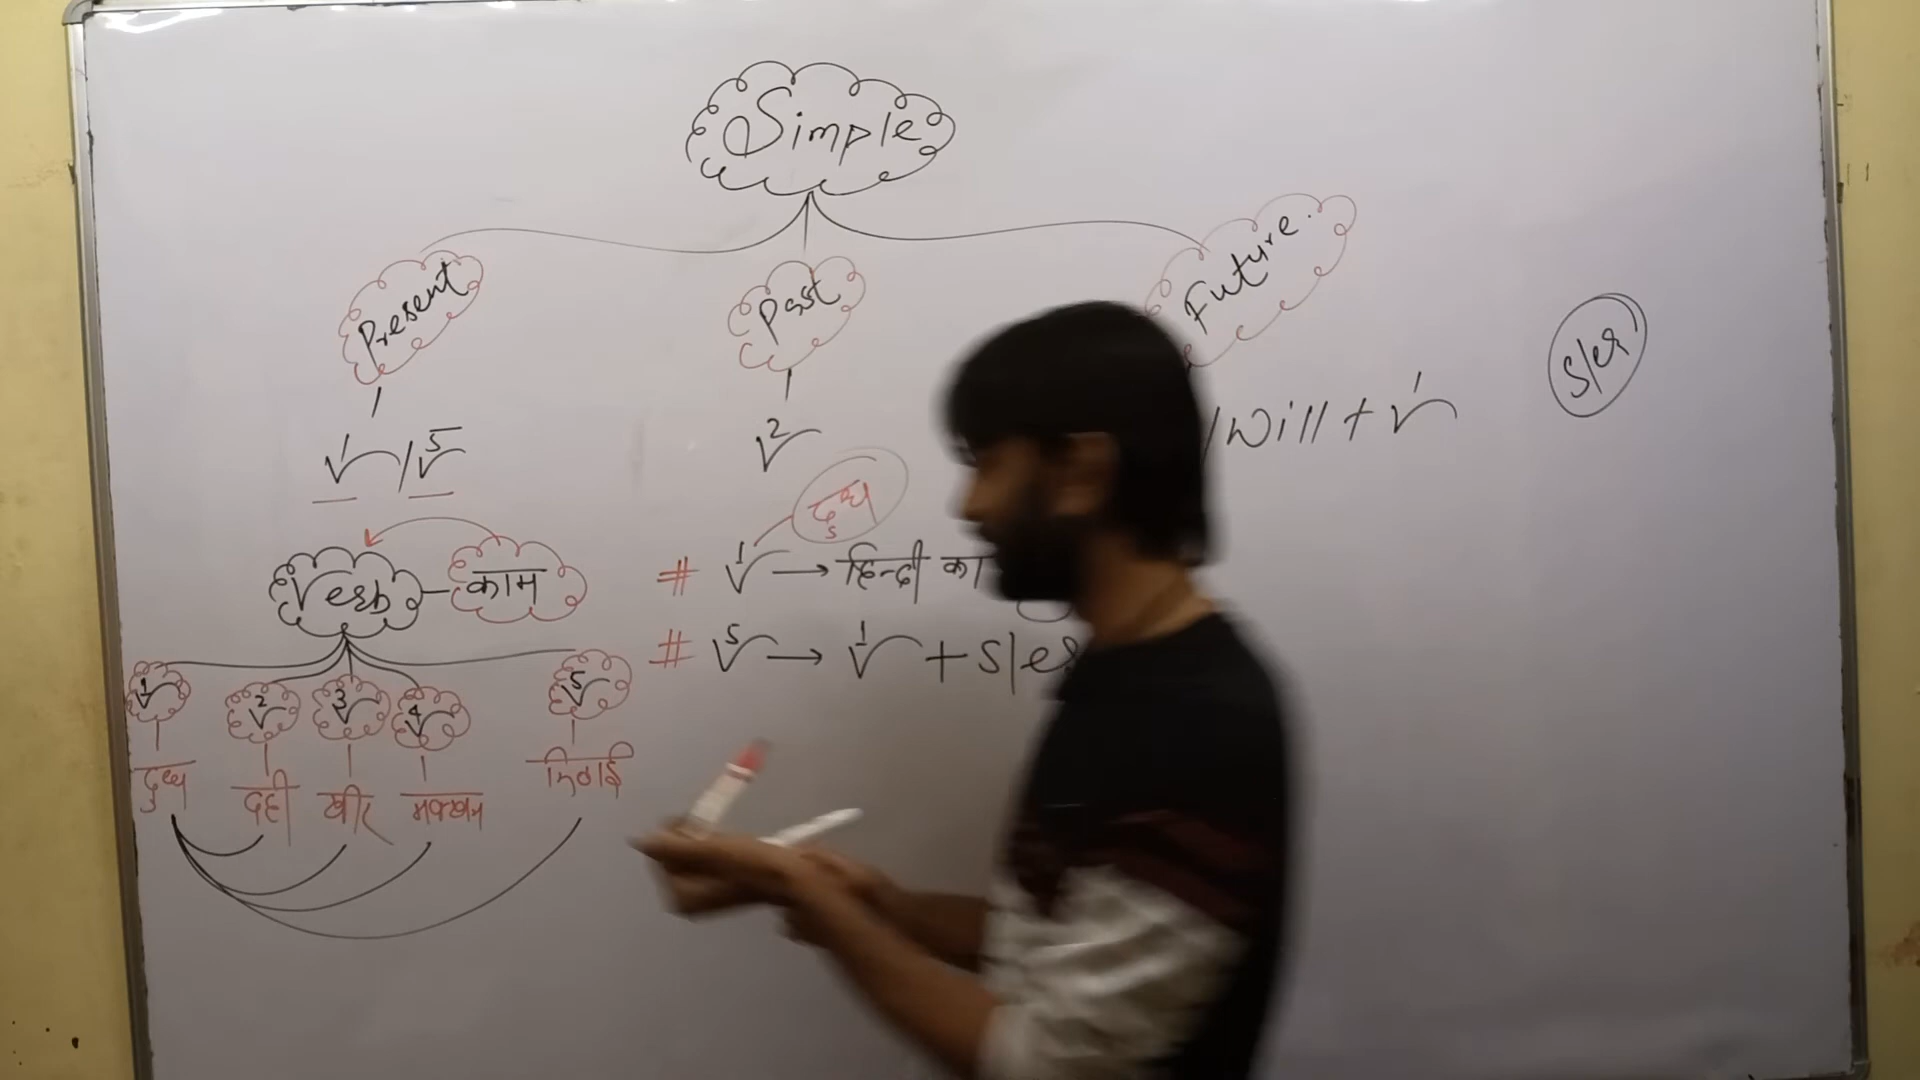 Simple
Present Past Future.
V1/V5 V2 /Will + V1 S/es
दूध
Verb - काम # V1 → हिन्दी का
# V5 → V1 + S/es
V1 V2 V3 V4 V5
दूध दही खीर मक्खन मिठाई